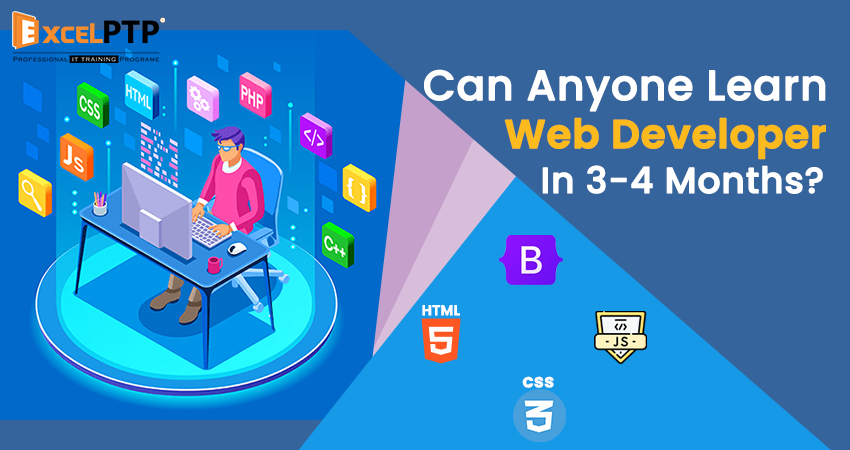 EXCELPTP
PROFESSIONAL IT TRAINING PROGRAME
Can Anyone Learn
Web Developer
In 3-4 Months?
CSS
HTML
PHP
</>
Js
{ }
C++
B
HTML
5
</>
-JS-
CSS
3